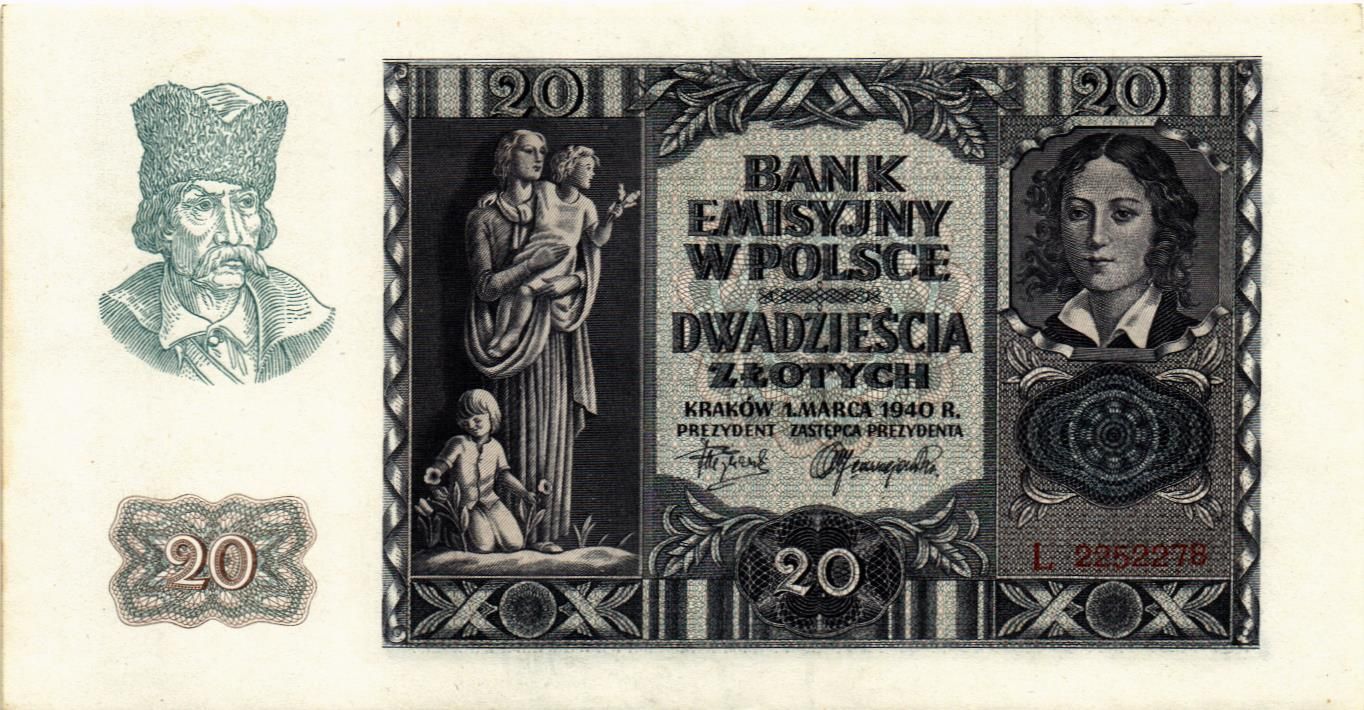 20 20
BANK
EMISYJNY
W POLSCE
DWADZIEŚCIA
ZŁOTYCH
KRAKÓW 1. MARCA 1940 R.
PREZYDENT ZASTĘPCA PREZYDENTA
L 2252278
20
20